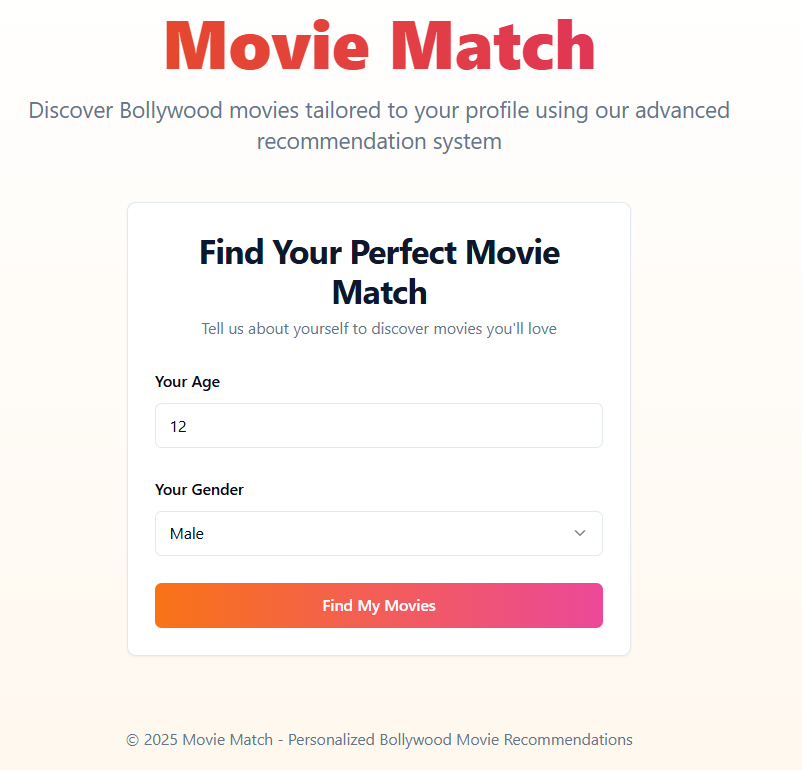 Movie Match
Discover Bollywood movies tailored to your profile using our advanced
recommendation system
Find Your Perfect Movie
Match
Tell us about yourself to discover movies you'll love
Your Age
12
Your Gender
Male
Find My Movies
© 2025 Movie Match - Personalized Bollywood Movie Recommendations